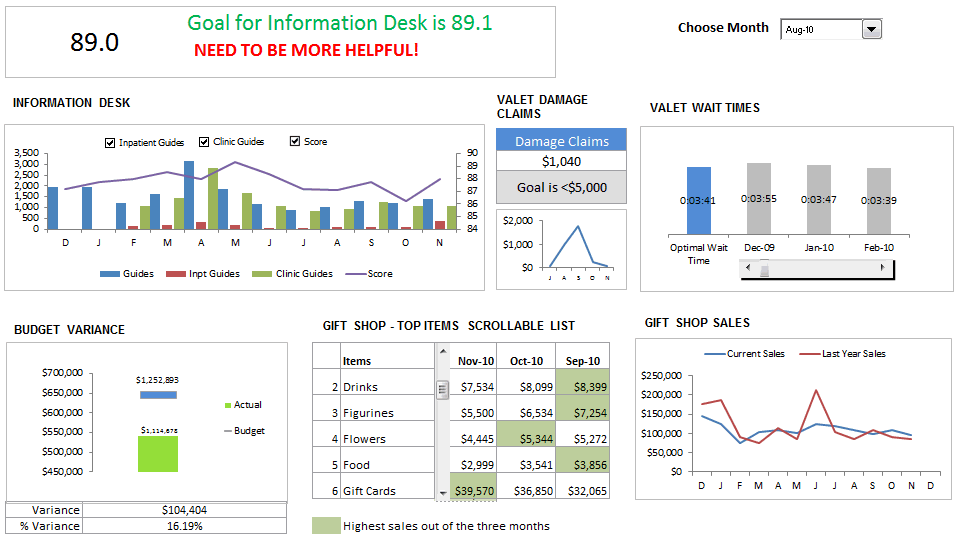 Goal for Information Desk is 89.1
89.0
NEED TO BE MORE HELPFUL!
Choose Month
Aug-10
INFORMATION DESK
Inpatient Guides
Clinic Guides
Score
3,500
3,000
2,500
2,000
1,500
1,000
500
0
90
89
88
87
86
85
84
D J F M A M J J A S O N
Guides
Inpt Guides
Clinic Guides
Score
VALET DAMAGE
CLAIMS
Damage Claims
$1,040
Goal is <$5,000
$2,000
$1,000
$0
J A S O N
VALET WAIT TIMES
0:03:41
0:03:55
0:03:47
0:03:39
Optimal Wait
Time
Dec-09
Jan-10
Feb-10
BUDGET VARIANCE
$700,000
$650,000
$600,000
$550,000
$500,000
$450,000
$1,252,893
$1,114,678
Actual
Budget
Variance $104,404
% Variance 16.19%
GIFT SHOP - TOP ITEMS SCROLLABLE LIST
Items Nov-10 Oct-10 Sep-10
2 Drinks $7,534 $8,099 $8,399
3 Figurines $5,500 $6,534 $7,254
4 Flowers $4,445 $5,344 $5,272
5 Food $2,999 $3,541 $3,856
6 Gift Cards $39,570 $36,850 $32,065
Highest sales out of the three months
GIFT SHOP SALES
Current Sales
Last Year Sales
$250,000
$200,000
$150,000
$100,000
$50,000
$0
D J F M A M J J A S O N D